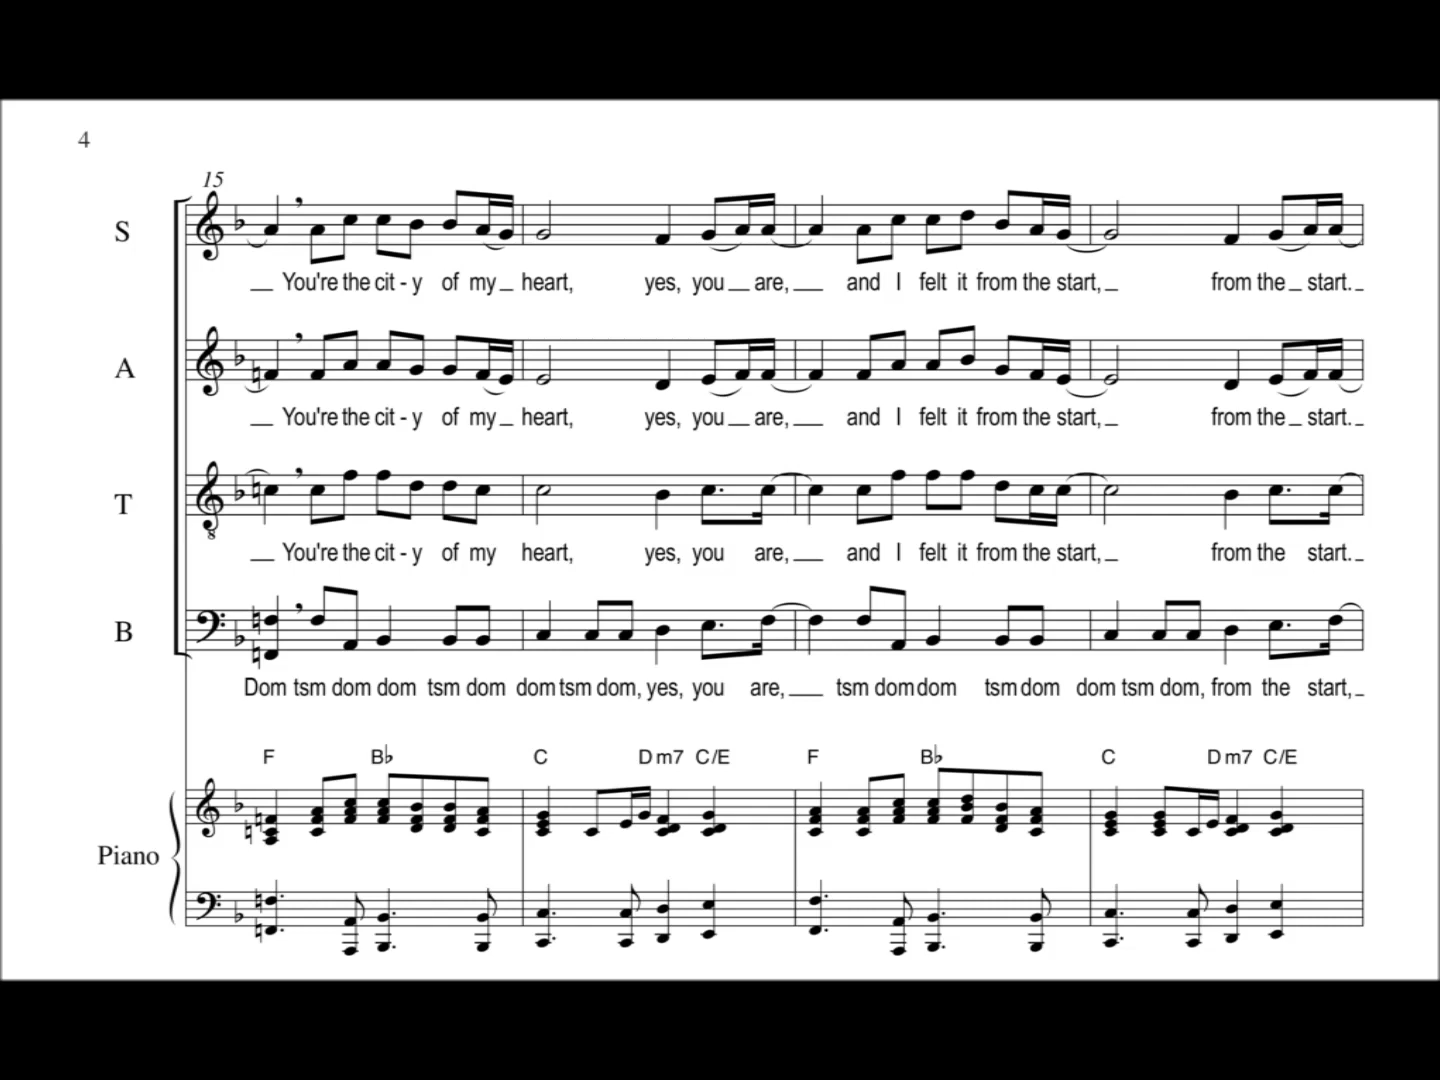 4
15
S
You're the cit - y of my heart, yes, you are, and I felt it from the start, from the start.
A
You're the cit - y of my heart, yes, you are, and I felt it from the start, from the start.
T
You're the cit - y of my heart, yes, you are, and I felt it from the start, from the start.
B
Dom tsm dom dom tsm dom dom tsm dom, yes, you are, tsm dom dom tsm dom dom tsm dom, from the start,
F B♭ C Dm7 C/E F B♭ C Dm7 C/E
Piano